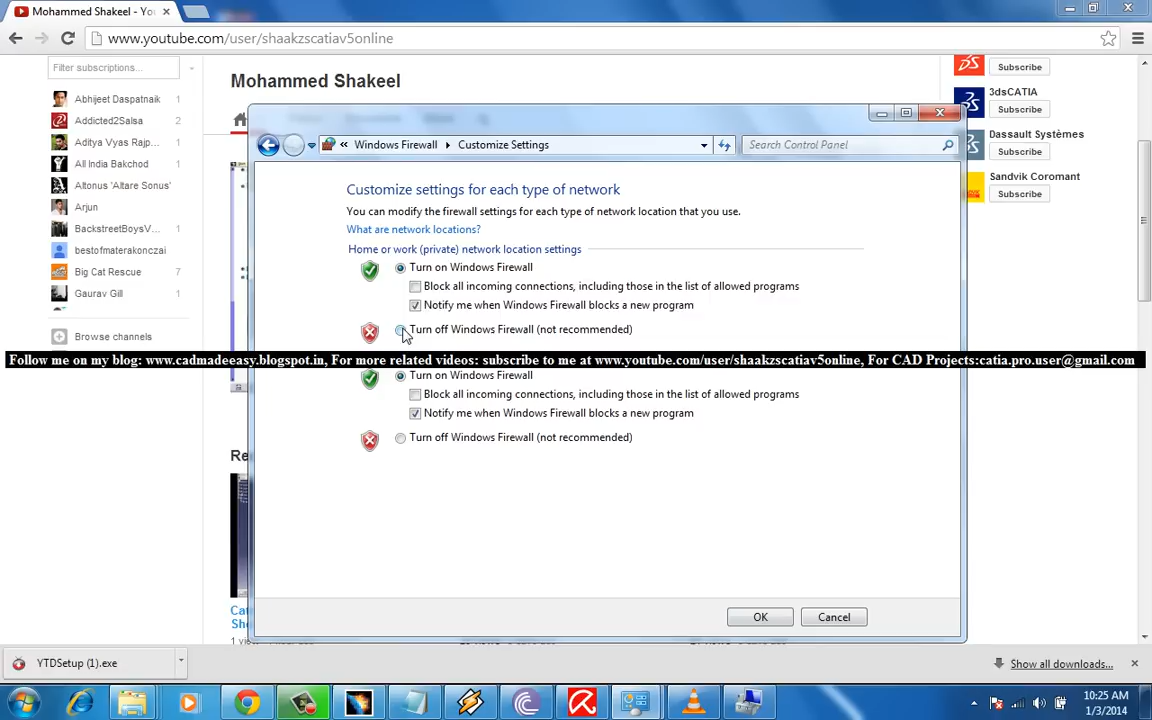 Mohammed Shakeel - Yo
www.youtube.com/user/shaakzscatiav5online
Filter subscriptions...
Abhijeet Daspatnaik 1
Addicted2Salsa 2
Aditya Vyas Rajp... 1
All India Bakchod 1
Altonus 'Altare Sonus' 1
Arjun 1
BackstreetBoysV... 1
bestofmaterakonczai
Big Cat Rescue 7
Gaurav Gill 1
Browse channels
Mohammed Shakeel
Subscribe
3dsCATIA
Subscribe
Dassault Systèmes
Subscribe
Sandvik Coromant
Subscribe
« Windows Firewall Customize Settings
Search Control Panel
Customize settings for each type of network
You can modify the firewall settings for each type of network location that you use.
What are network locations?
Home or work (private) network location settings
Turn on Windows Firewall
Block all incoming connections, including those in the list of allowed programs
Notify me when Windows Firewall blocks a new program
Turn off Windows Firewall (not recommended)
Follow me on my blog: www.cadmadeeasy.blogspot.in, For more related videos: subscribe to me at www.youtube.com/user/shaakzscatiav5online, For CAD Projects:catia.pro.user@gmail.com
Turn on Windows Firewall
Block all incoming connections, including those in the list of allowed programs
Notify me when Windows Firewall blocks a new program
Turn off Windows Firewall (not recommended)
OK Cancel
YTDSetup (1).exe
Show all downloads...
10:25 AM
1/3/2014